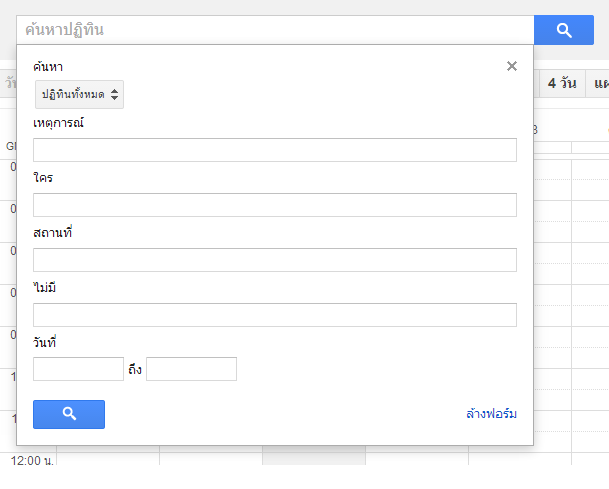 ค้นหาปฏิทิน
ค้นหา
ปฏิทินทั้งหมด
4 วัน
เหตุการณ์
ใคร
สถานที่
ไม่มี
วันที่
ถึง
ล้างฟอร์ม
12:00 น.